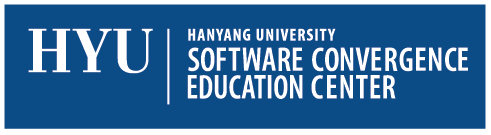 HYU
HANYANG UNIVERSITY
SOFTWARE CONVERGENCE
EDUCATION CENTER